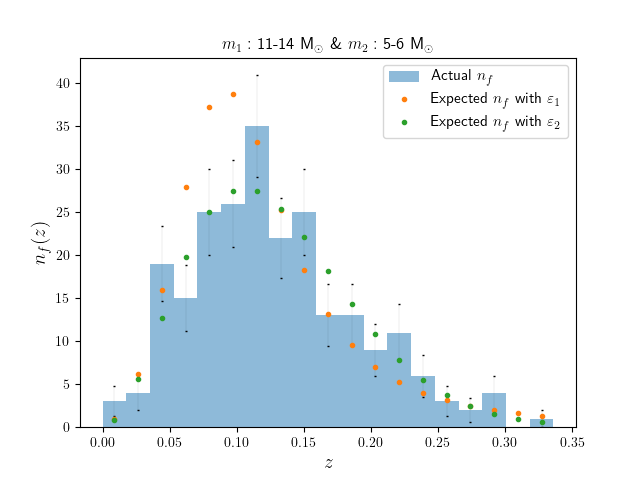 m₁ : 11-14 M⊙ & m₂ : 5-6 M⊙
Actual n_f
Expected n_f with ε₁
Expected n_f with ε₂
n_f(z)
40
35
30
25
20
15
10
5
0
0.00 0.05 0.10 0.15 0.20 0.25 0.30 0.35
z